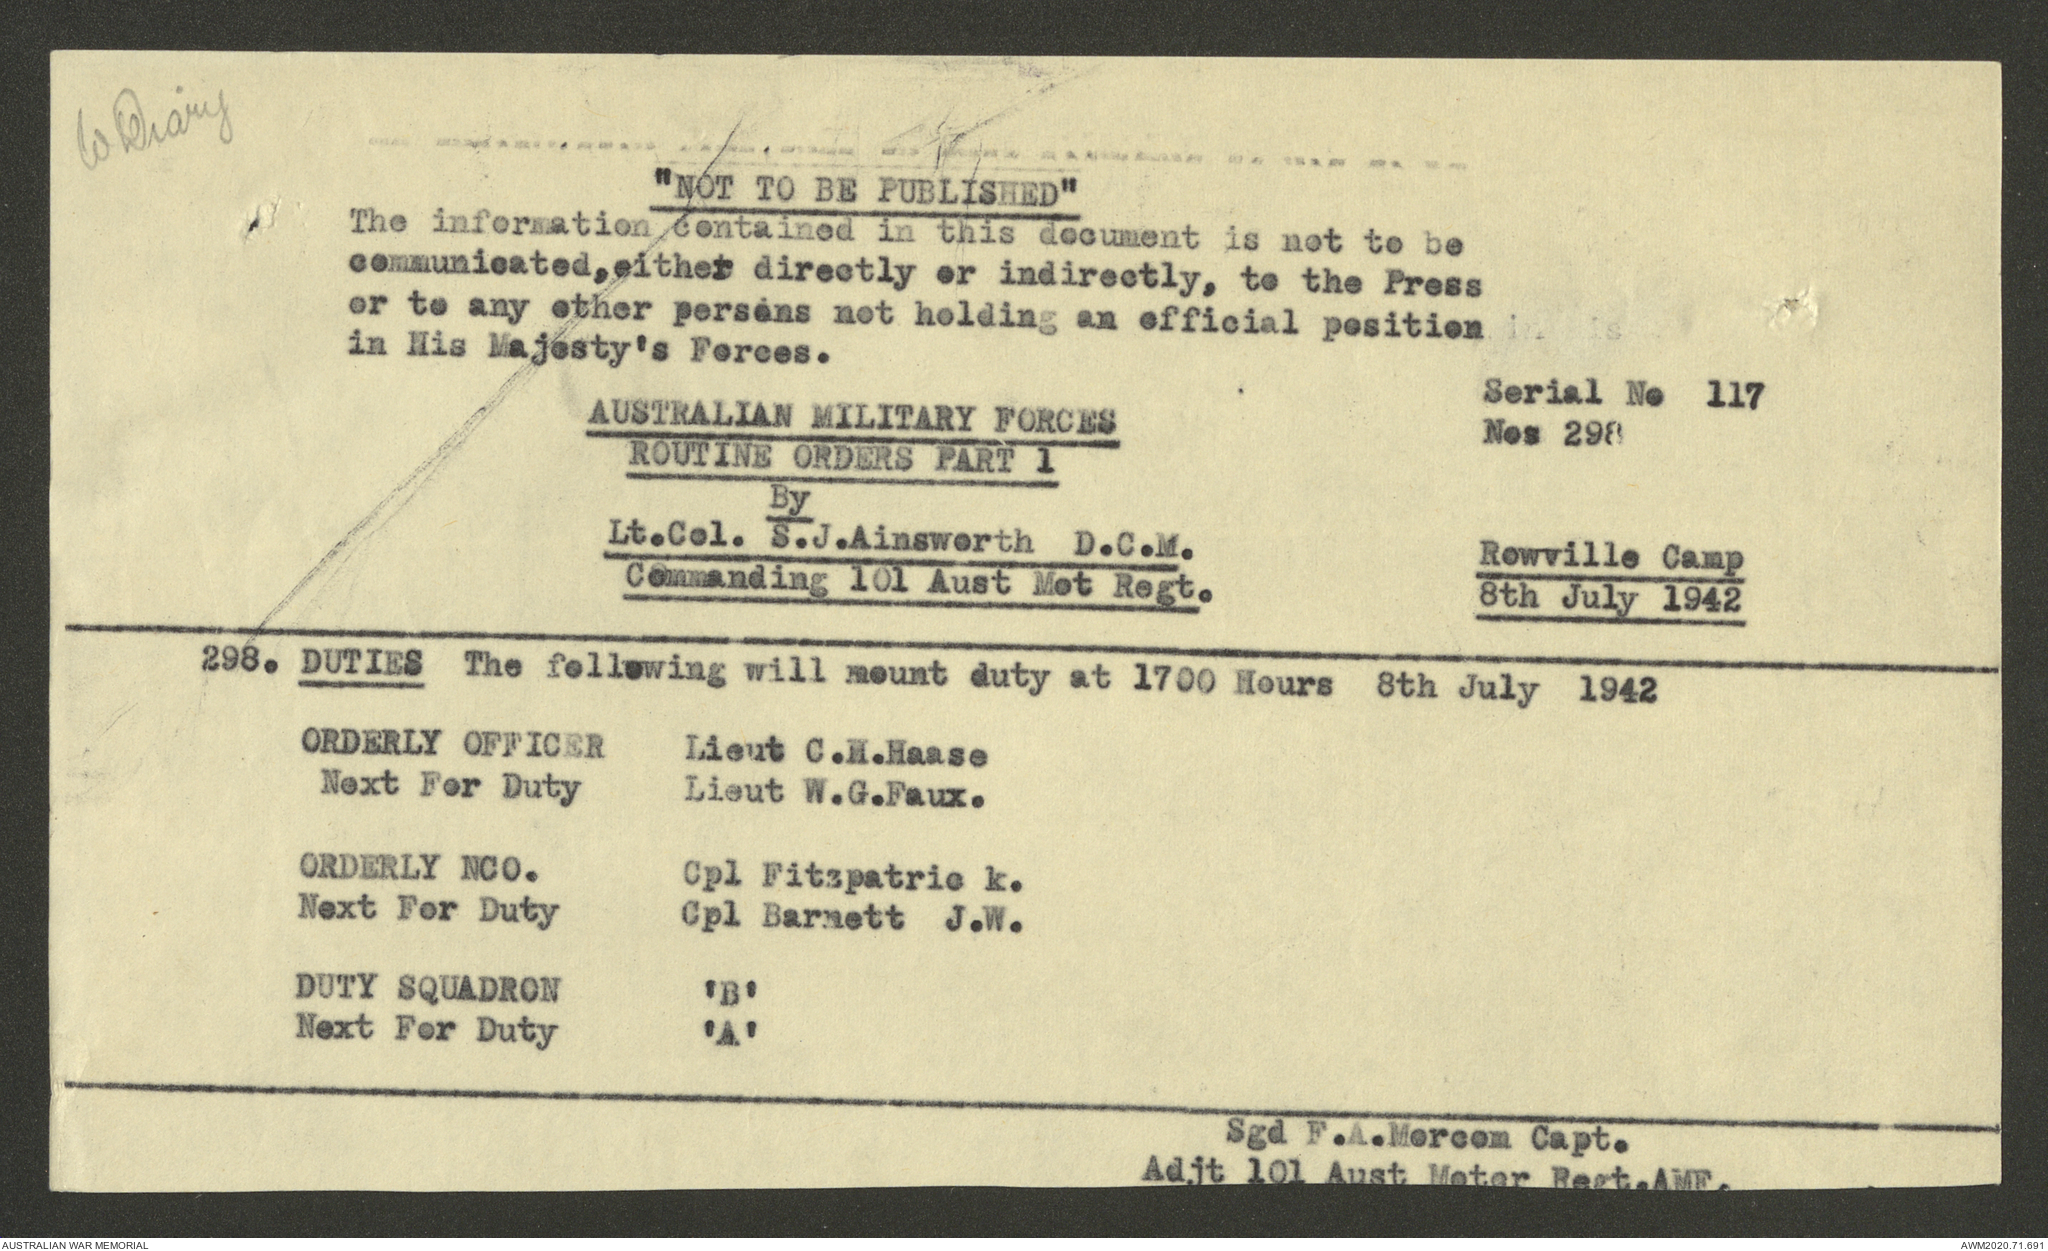 W Diary
"NOT TO BE PUBLISHED"
The information contained in this document is not to be
communicated,either directly or indirectly, to the Press
or to any other persons not holding an official position
in His Majesty's Forces.
Serial No 117
Nos 298
AUSTRALIAN MILITARY FORCES
ROUTINE ORDERS PART 1
By
Lt.Col. S.J.Ainsworth D.C.M.
Commanding 101 Aust Mot Regt.
Rowville Camp
8th July 1942
298. DUTIES The following will mount duty at 1700 Hours 8th July 1942
ORDERLY OFFICER Lieut C.H.Haase
Next For Duty Lieut W.G.Faux.
ORDERLY NCO. Cpl Fitzpatric k.
Next For Duty Cpl Barnett J.W.
DUTY SQUADRON 'B'
Next For Duty 'A'
Sgd F.A.Morcom Capt.
Adjt 101 Aust Motor Regt.AMF.
AUSTRALIAN WAR MEMORIAL
AWM2020.71.691